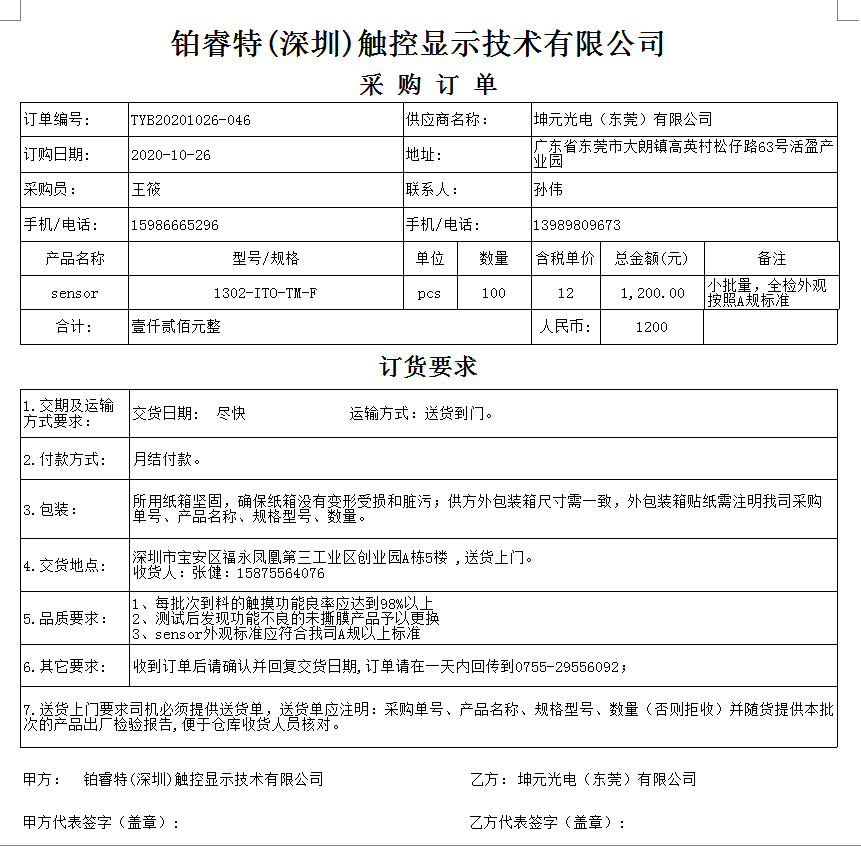 铂睿特(深圳)触控显示技术有限公司
采 购 订 单
订单编号: TYB20201026-046 供应商名称: 坤元光电（东莞）有限公司
订购日期: 2020-10-26 地址: 广东省东莞市大朗镇高英村松仔路63号活盈产
业园
采购员: 王筱 联系人: 孙伟
手机/电话: 15986665296 手机/电话: 13989809673
产品名称 型号/规格 单位 数量 含税单价 总金额(元) 备注
sensor 1302-ITO-TM-F pcs 100 12 1,200.00 小批量，全检外观
按照A规标准
合计: 壹仟贰佰元整 人民币: 1200
订货要求
1.交期及运输
方式要求: 交货日期: 尽快 运输方式:送货到门。
2.付款方式: 月结付款。
3.包装: 所用纸箱坚固，确保纸箱没有变形受损和脏污；供方外包装箱尺寸需一致，外包装箱贴纸需注明我司采购
单号、产品名称、规格型号、数量。
4.交货地点: 深圳市宝安区福永凤凰第三工业区创业园A栋5楼 ,送货上门。
收货人:张健:15875564076
5.品质要求: 1、每批次到料的触摸功能良率应达到98%以上
2、测试后发现功能不良的未撕膜产品予以更换
3、sensor外观标准应符合我司A规以上标准
6.其它要求: 收到订单后请确认并回复交货日期,订单请在一天内回传到0755-29556092;
7.送货上门要求司机必须提供送货单，送货单应注明:采购单号、产品名称、规格型号、数量（否则拒收）并随货提供本批
次的产品出厂检验报告,便于仓库收货人员核对。
甲方: 铂睿特(深圳)触控显示技术有限公司 乙方: 坤元光电（东莞）有限公司
甲方代表签字（盖章）: 乙方代表签字（盖章）: